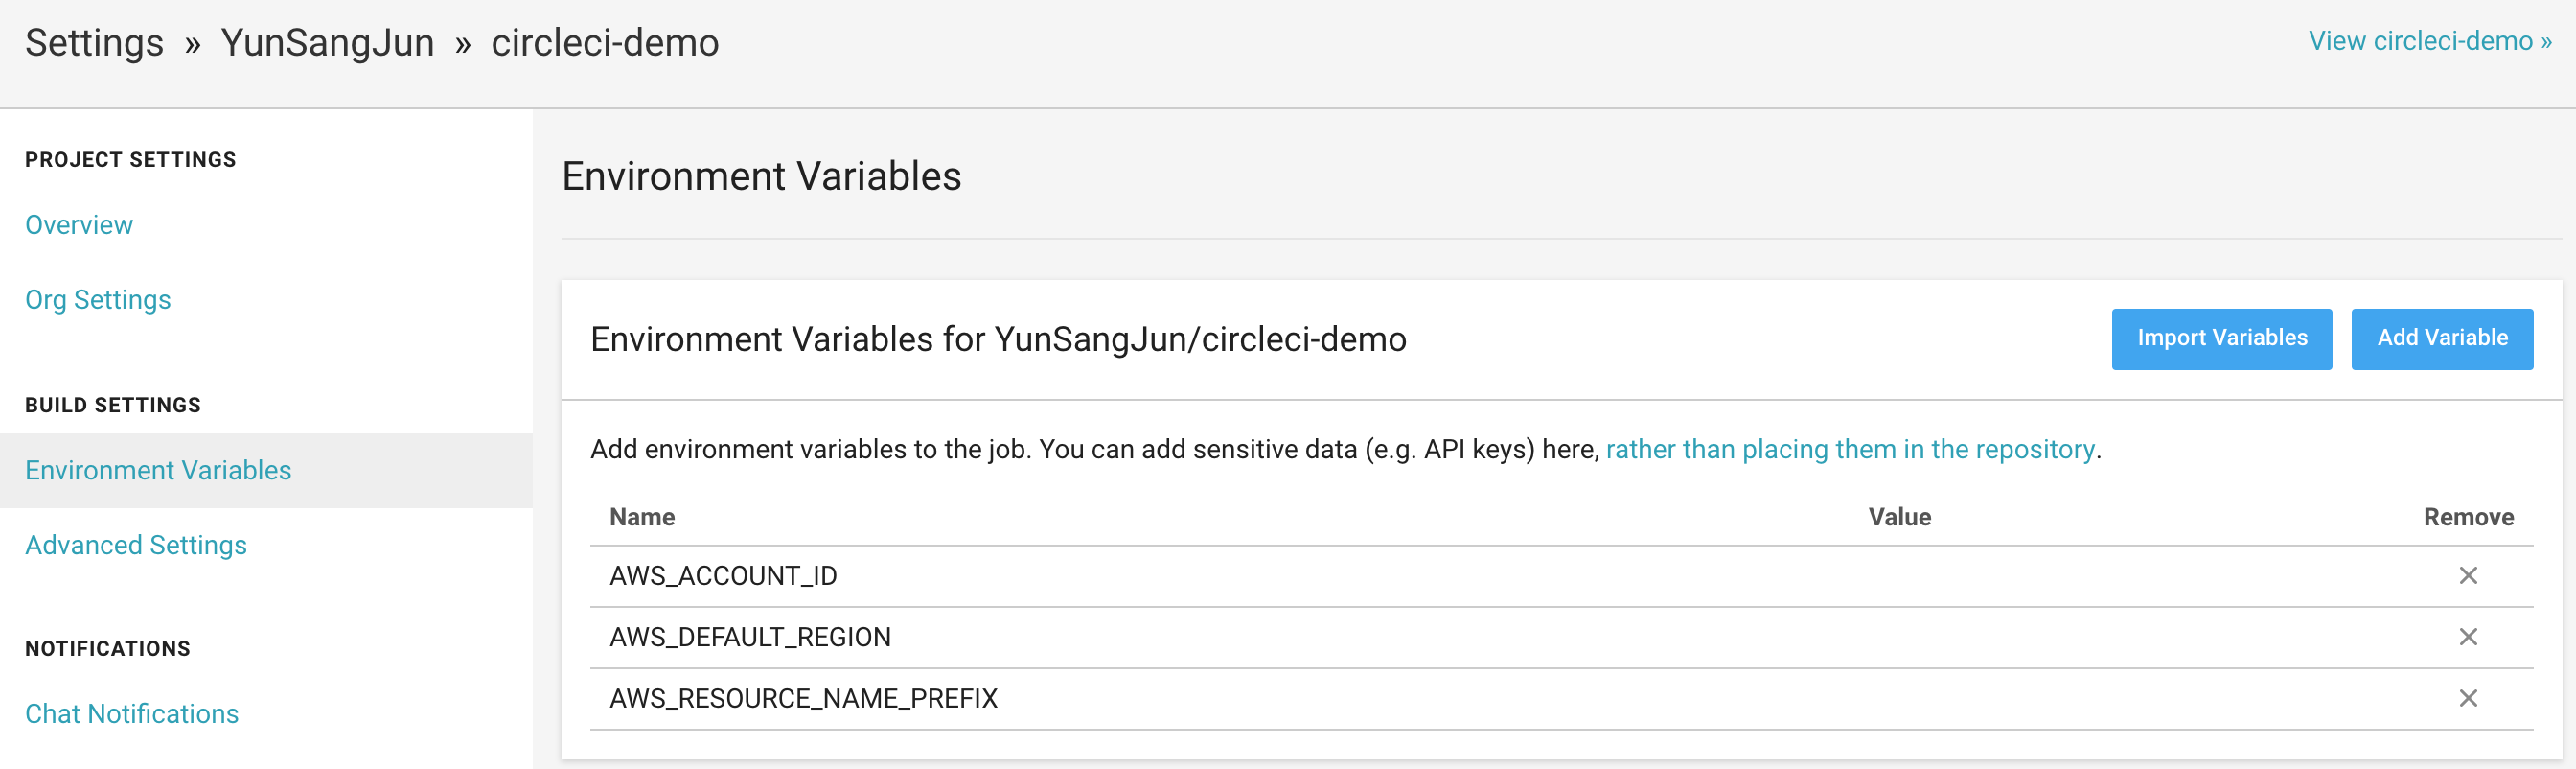 Settings » YunSangJun » circleci-demo
View circleci-demo »
PROJECT SETTINGS
Overview
Org Settings
BUILD SETTINGS
Environment Variables
Advanced Settings
NOTIFICATIONS
Chat Notifications
Environment Variables
Environment Variables for YunSangJun/circleci-demo
Import Variables
Add Variable
Add environment variables to the job. You can add sensitive data (e.g. API keys) here, rather than placing them in the repository.
Name Value Remove
AWS_ACCOUNT_ID ×
AWS_DEFAULT_REGION ×
AWS_RESOURCE_NAME_PREFIX ×